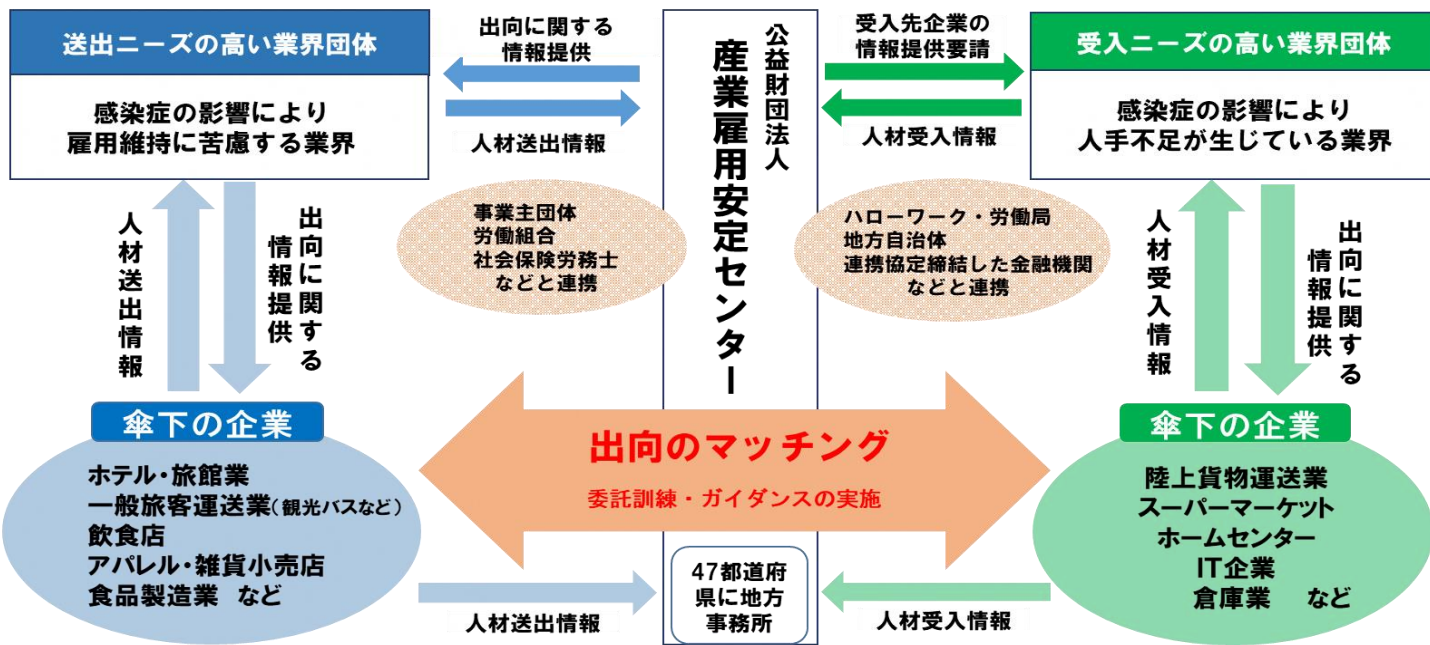 送出ニーズの高い業界団体
感染症の影響により
雇用維持に苦慮する業界
出向に関する
情報提供
人材送出情報
公益財団法人
産業雇用安定センター
受入先企業の
情報提供要請
人材受入情報
受入ニーズの高い業界団体
感染症の影響により
人手不足が生じている業界
事業主団体
労働組合
社会保険労務士
などと連携
ハローワーク・労働局
地方自治体
連携協定締結した金融機関
などと連携
人材送出情報
出向に関する
情報提供
人材受入情報
出向に関する
情報提供
出向のマッチング
委託訓練・ガイダンスの実施
傘下の企業
ホテル・旅館業
一般旅客運送業(観光バスなど)
飲食店
アパレル・雑貨小売店
食品製造業 など
人材送出情報
47都道府
県に地方
事務所
人材受入情報
傘下の企業
陸上貨物運送業
スーパーマーケット
ホームセンター
IT企業
倉庫業 など